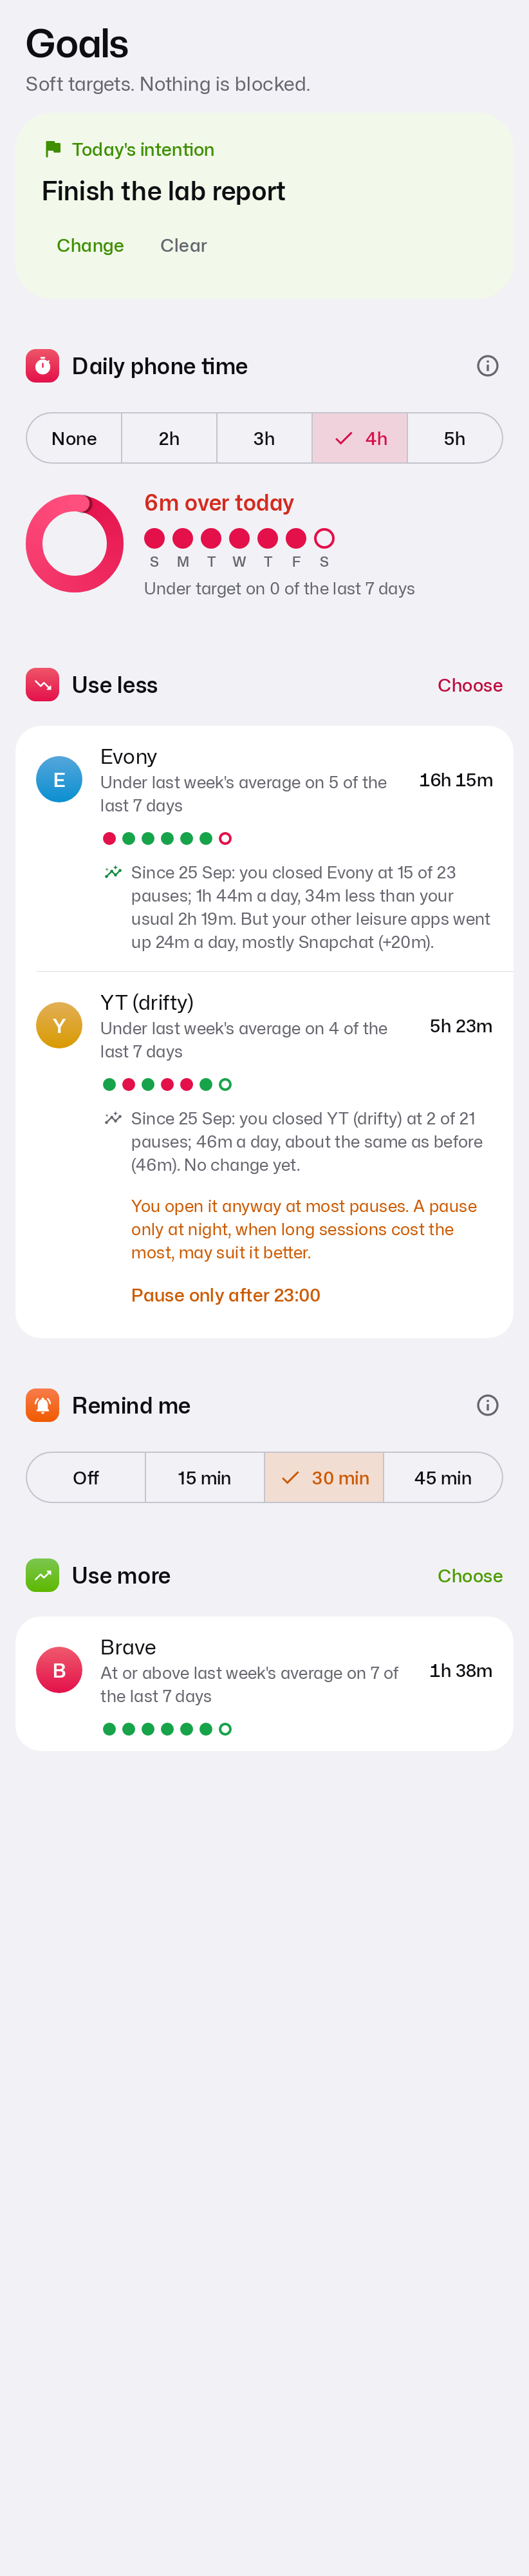 Goals
Soft targets. Nothing is blocked.
Today's intention
Finish the lab report
Change Clear
Daily phone time
None 2h 3h 4h 5h
6m over today
S M T W T F S
Under target on 0 of the last 7 days
Use less Choose
E
Evony
Under last week's average on 5 of the
last 7 days
16h 15m
Since 25 Sep: you closed Evony at 15 of 23
pauses; 1h 44m a day, 34m less than your
usual 2h 19m. But your other leisure apps went
up 24m a day, mostly Snapchat (+20m).
Y
YT (drifty)
Under last week's average on 4 of the
last 7 days
5h 23m
Since 25 Sep: you closed YT (drifty) at 2 of 21
pauses; 46m a day, about the same as before
(46m). No change yet.
You open it anyway at most pauses. A pause
only at night, when long sessions cost the
most, may suit it better.
Pause only after 23:00
Remind me
Off 15 min 30 min 45 min
Use more Choose
B
Brave
At or above last week's average on 7 of
the last 7 days
1h 38m